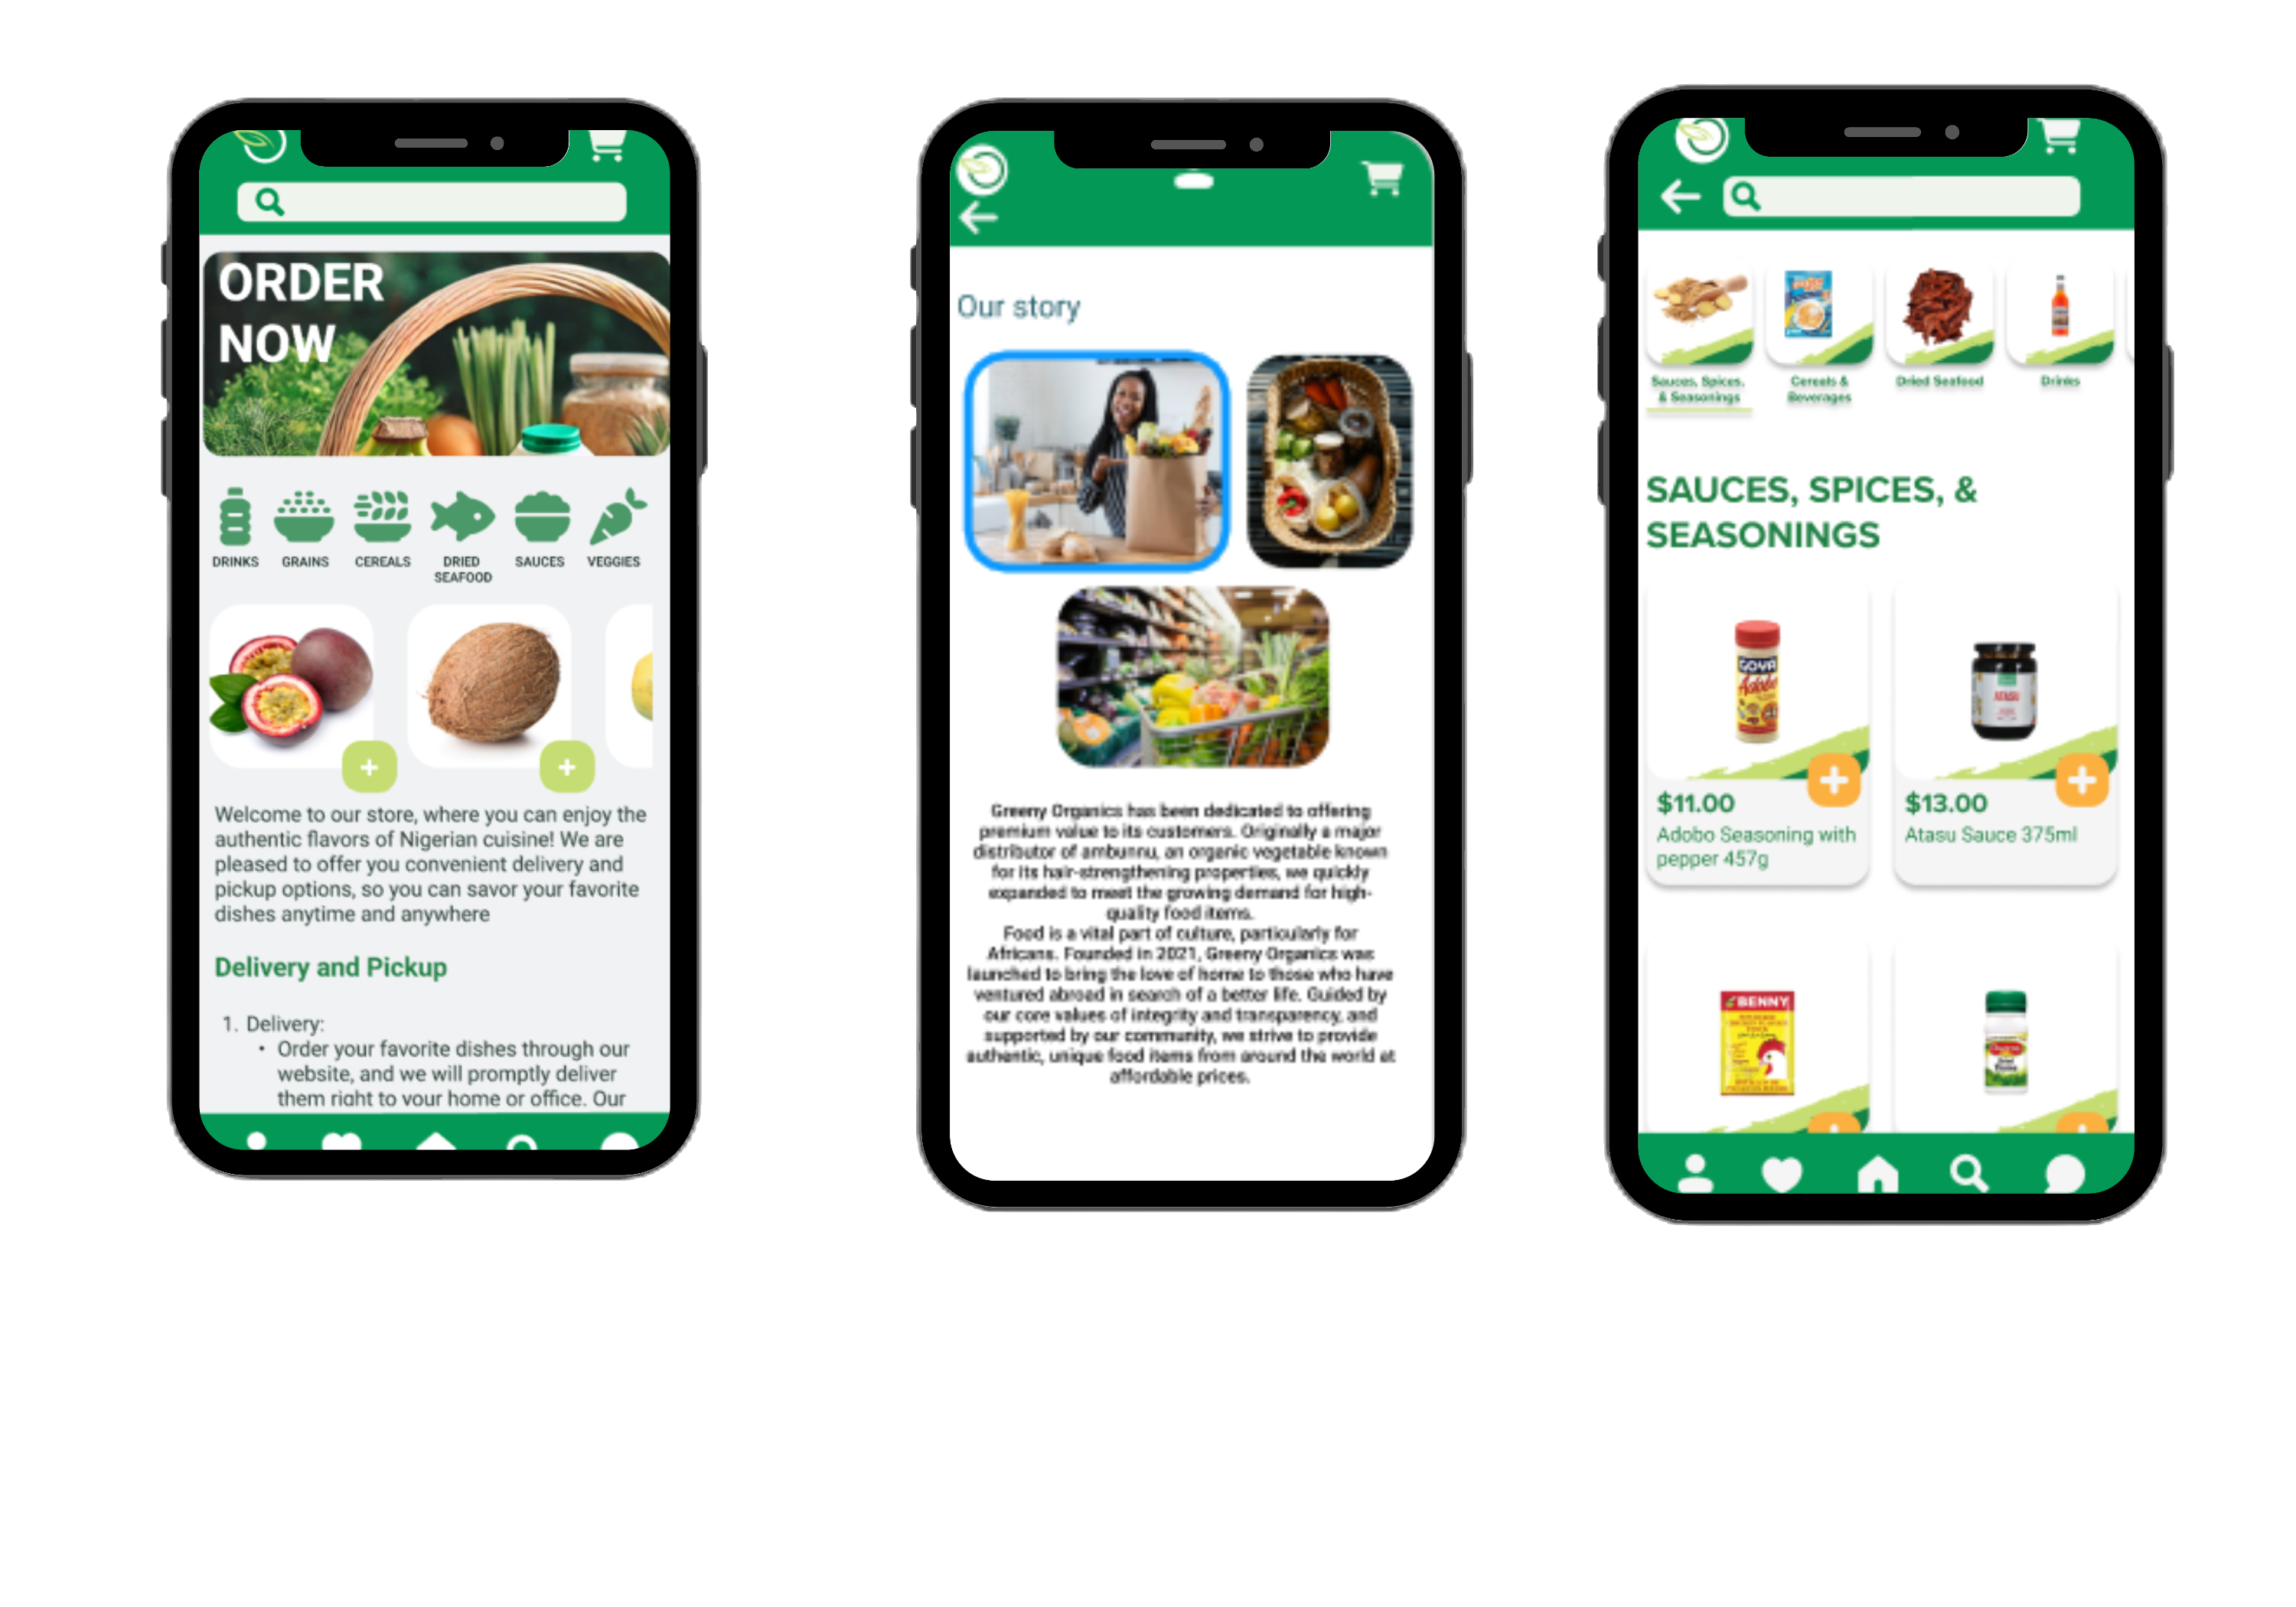 ORDER
NOW
DRINKS
GRAINS
CEREALS
DRIED
SEAFOOD
SAUCES
VEGGIES
Welcome to our store, where you can enjoy the
authentic flavors of Nigerian cuisine! We are
pleased to offer you convenient delivery and
pickup options, so you can savor your favorite
dishes anytime and anywhere
Delivery and Pickup
1. Delivery:
• Order your favorite dishes through our
website, and we will promptly deliver
them right to your home or office. Our
Our story
Greeny Organics has been dedicated to offering
premium value to its customers. Originally a major
distributor of ambunnu, an organic vegetable known
for its hair-strengthening properties, we quickly
expanded to meet the growing demand for high-
quality food items.
Food is a vital part of culture, particularly for
Africans. Founded in 2021, Greeny Organics was
launched to bring the love of home to those who have
ventured abroad in search of a better life. Guided by
our core values of integrity and transparency, and
supported by our community, we strive to provide
authentic, unique food items from around the world at
affordable prices.
Sauces, Spices,
& Seasonings
Cereals &
Beverages
Dried Seafood
Drinks
SAUCES, SPICES, &
SEASONINGS
GOYA
Adobo
$11.00
Adobo Seasoning with
pepper 457g
ATASU
$13.00
Atasu Sauce 375ml
BENNY